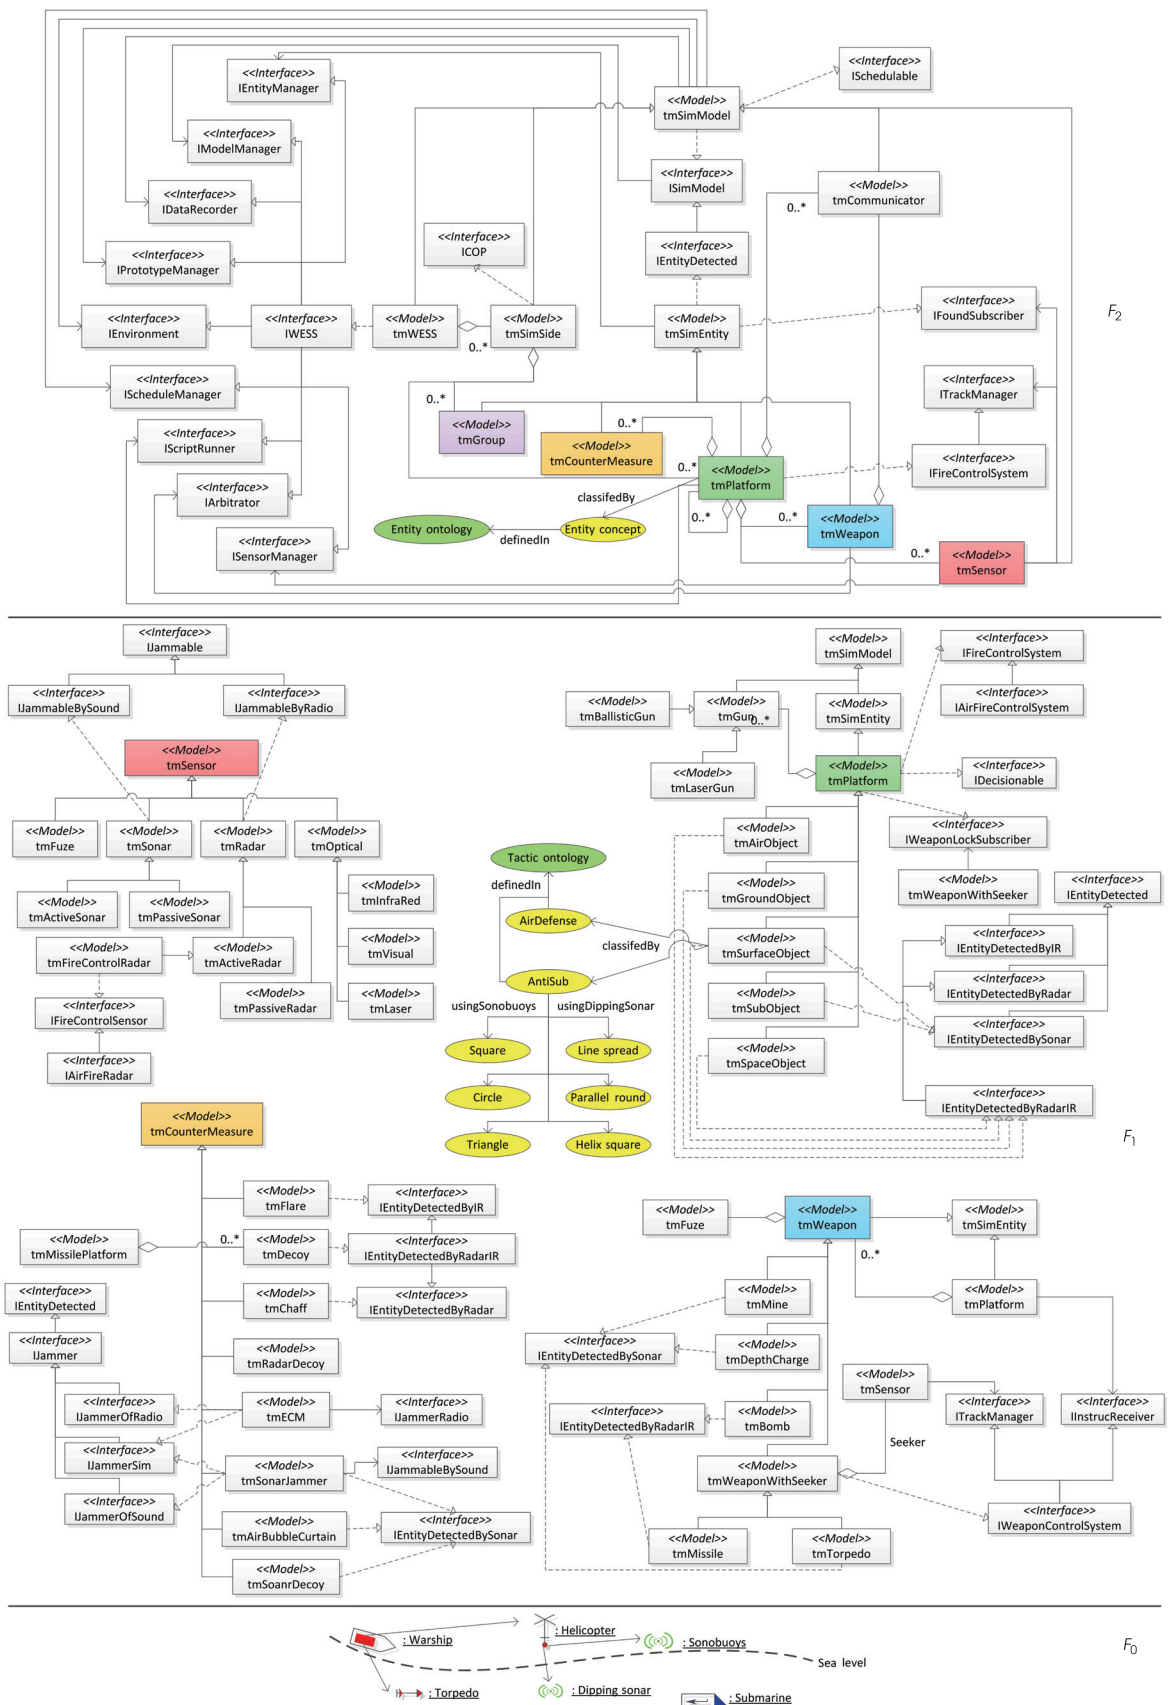 <<Interface>>
IEntityManager
<<Interface>>
IModelManager
<<Interface>>
IDataRecorder
<<Interface>>
IPrototypeManager
<<Interface>>
IEnvironment
<<Interface>>
IScheduleManager
<<Interface>>
IScriptRunner
<<Interface>>
IArbitrator
<<Interface>>
ISensorManager
<<Interface>>
IWESS
<<Model>>
tmWESS
0..*
<<Model>>
tmSimSide
<<Interface>>
ICOP
<<Model>>
tmSimModel
<<Interface>>
ISchedulable
<<Interface>>
ISimModel
<<Interface>>
IEntityDetected
<<Model>>
tmSimEntity
0..*
<<Model>>
tmCommunicator
<<Interface>>
IFoundSubscriber
<<Interface>>
ITrackManager
<<Interface>>
IFireControlSystem
0..*
<<Model>>
tmGroup
0..*
<<Model>>
tmCounterMeasure
0..*
<<Model>>
tmPlatform
0..*
0..*
<<Model>>
tmWeapon
0..*
<<Model>>
tmSensor
classifedBy
Entity ontology
definedIn
Entity concept
F2
<<Interface>>
IJammable
<<Interface>>
IJammableBySound
<<Interface>>
IJammableByRadio
<<Model>>
tmSensor
<<Model>>
tmFuze
<<Model>>
tmSonar
<<Model>>
tmRadar
<<Model>>
tmOptical
<<Model>>
tmActiveSonar
<<Model>>
tmPassiveSonar
<<Model>>
tmInfraRed
<<Model>>
tmFireControlRadar
<<Model>>
tmActiveRadar
<<Model>>
tmVisual
<<Model>>
tmPassiveRadar
<<Model>>
tmLaser
<<Interface>>
IFireControlSensor
<<Interface>>
IAirFireRadar
Tactic ontology
definedIn
AirDefense
classifedBy
AntiSub
usingSonobuoys
usingDippingSonar
Square
Line spread
Circle
Parallel round
Triangle
Helix square
<<Model>>
tmSimModel
<<Interface>>
IFireControlSystem
<<Interface>>
IAirFireControlSystem
<<Model>>
tmBallisticGun
<<Model>>
tmGun
0..*
<<Model>>
tmSimEntity
<<Model>>
tmLaserGun
<<Model>>
tmPlatform
<<Interface>>
IDecisionable
<<Model>>
tmAirObject
<<Interface>>
IWeaponLockSubscriber
<<Model>>
tmGroundObject
<<Model>>
tmWeaponWithSeeker
<<Interface>>
IEntityDetected
<<Model>>
tmSurfaceObject
<<Interface>>
IEntityDetectedByIR
<<Model>>
tmSubObject
<<Interface>>
IEntityDetectedByRadar
<<Model>>
tmSpaceObject
<<Interface>>
IEntityDetectedBySonar
<<Interface>>
IEntityDetectedByRadarIR
F1
<<Model>>
tmCounterMeasure
<<Model>>
tmFlare
<<Interface>>
IEntityDetectedByIR
<<Model>>
tmMissilePlatform
0..*
<<Model>>
tmDecoy
<<Interface>>
IEntityDetectedByRadarIR
<<Interface>>
IEntityDetected
<<Model>>
tmChaff
<<Interface>>
IEntityDetectedByRadar
<<Interface>>
IJammer
<<Model>>
tmRadarDecoy
<<Interface>>
IJammerOfRadio
<<Model>>
tmECM
<<Interface>>
IJammerRadio
<<Interface>>
IJammerSim
<<Model>>
tmSonarJammer
<<Interface>>
IJammableBySound
<<Interface>>
IJammerOfSound
<<Model>>
tmAirBubbleCurtain
<<Interface>>
IEntityDetectedBySonar
<<Model>>
tmSoanrDecoy
<<Model>>
tmFuze
<<Model>>
tmWeapon
<<Model>>
tmSimEntity
0..*
<<Model>>
tmMine
<<Model>>
tmPlatform
<<Interface>>
IEntityDetectedBySonar
<<Model>>
tmDepthCharge
<<Model>>
tmSensor
<<Interface>>
IEntityDetectedByRadarIR
<<Model>>
tmBomb
<<Interface>>
ITrackManager
<<Interface>>
IInstrucReceiver
Seeker
<<Model>>
tmWeaponWithSeeker
<<Interface>>
IWeaponControlSystem
<<Model>>
tmMissile
<<Model>>
tmTorpedo
: Warship
: Helicopter
: Sonobuoys
Sea level
: Torpedo
: Dipping sonar
: Submarine
F0